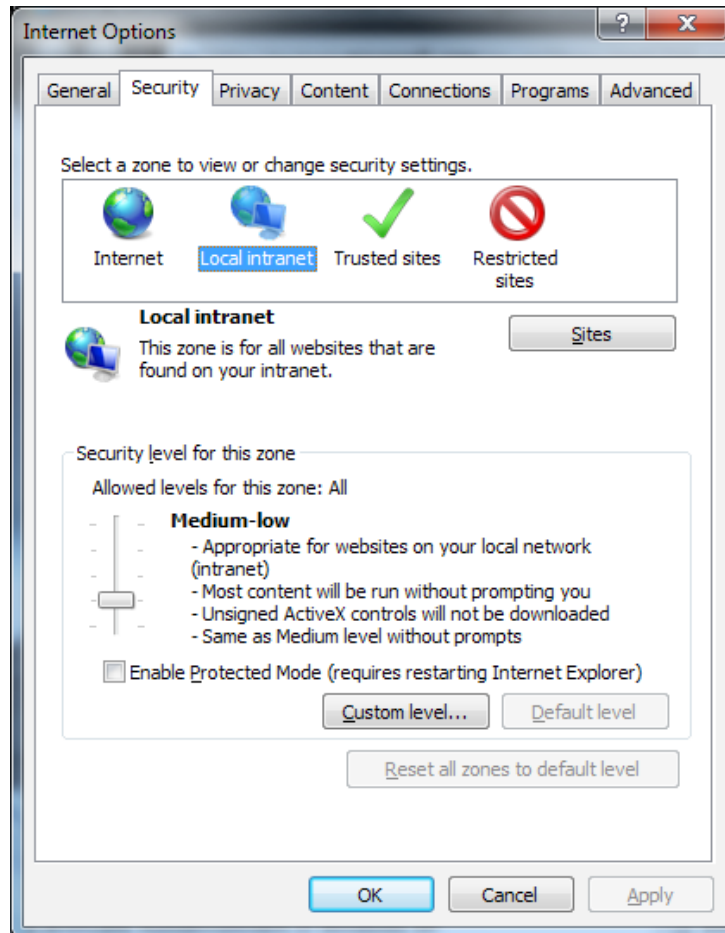 Internet Options
?
X
General
Security
Privacy
Content
Connections
Programs
Advanced
Select a zone to view or change security settings.
Internet
Local intranet
Trusted sites
Restricted
sites
Local intranet
Sites
This zone is for all websites that are
found on your intranet.
Security level for this zone
Allowed levels for this zone: All
Medium-low
- Appropriate for websites on your local network
(intranet)
- Most content will be run without prompting you
- Unsigned ActiveX controls will not be downloaded
- Same as Medium level without prompts
Enable Protected Mode (requires restarting Internet Explorer)
Custom level...
Default level
Reset all zones to default level
OK
Cancel
Apply